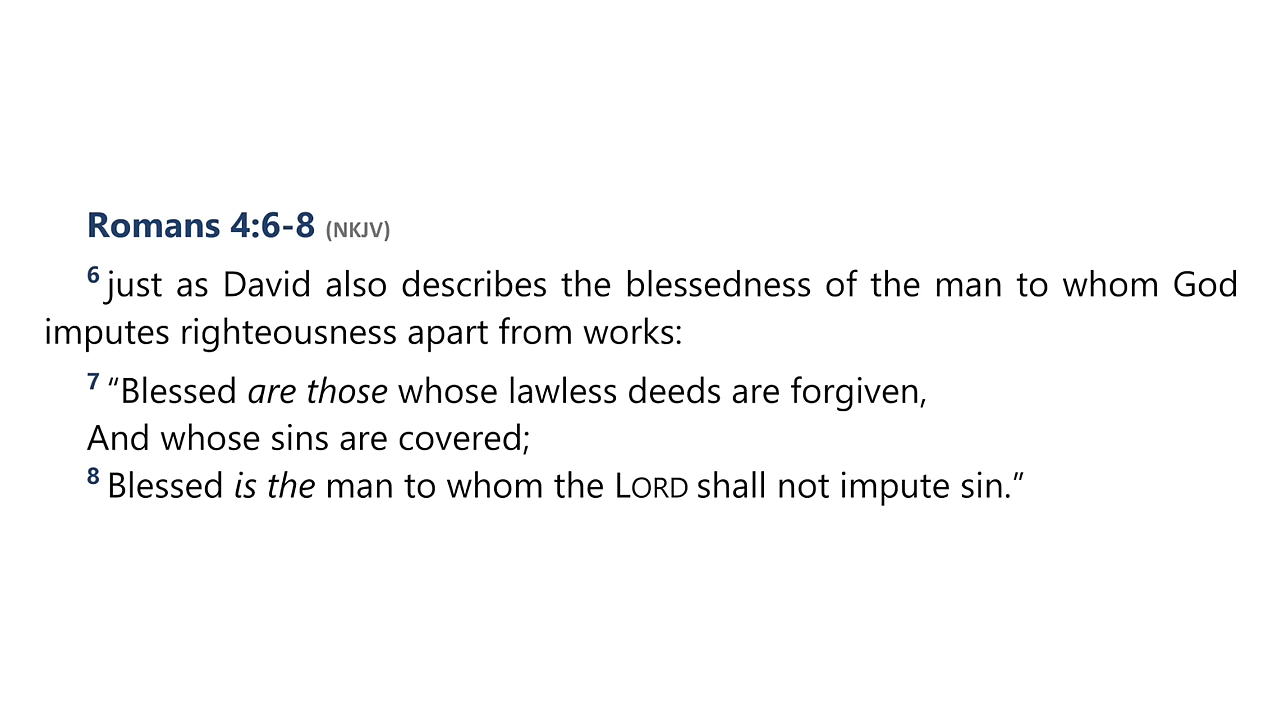 Romans 4:6-8 (NKJV)
6 just as David also describes the blessedness of the man to whom God
imputes righteousness apart from works:
7 “Blessed are those whose lawless deeds are forgiven,
And whose sins are covered;
8 Blessed is the man to whom the LORD shall not impute sin.”